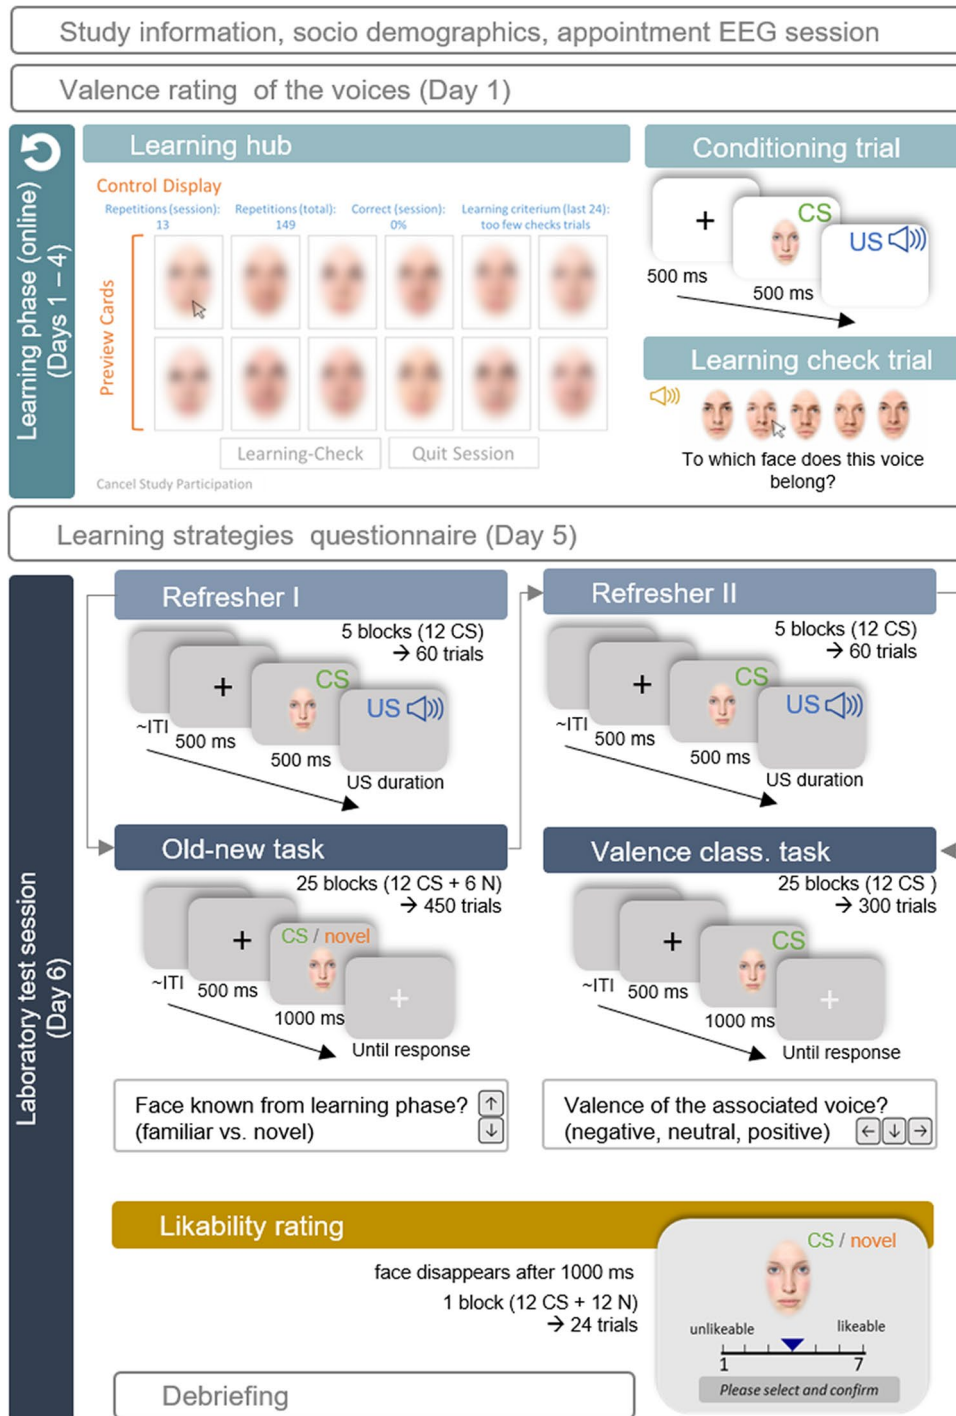 Study information, socio demographics, appointment EEG session
Valence rating of the voices (Day 1)
Learning phase (online)
(Days 1 – 4)
Learning hub
Control Display
Repetitions (session):
13
Repetitions (total):
149
Correct (session):
0%
Learning criterium (last 24):
too few checks trials
Preview Cards
Learning-Check
Quit Session
Cancel Study Participation
Conditioning trial
+
CS
US
500 ms
500 ms
Learning check trial
To which face does this voice
belong?
Learning strategies questionnaire (Day 5)
Laboratory test session
(Day 6)
Refresher I
5 blocks (12 CS)
→ 60 trials
+
CS
US
~ITI
500 ms
500 ms
US duration
Refresher II
5 blocks (12 CS)
→ 60 trials
+
CS
US
~ITI
500 ms
500 ms
US duration
Old-new task
25 blocks (12 CS + 6 N)
→ 450 trials
+
CS / novel
+
~ITI
500 ms
1000 ms
Until response
Face known from learning phase? ↑
(familiar vs. novel) ↓
Valence class. task
25 blocks (12 CS )
→ 300 trials
+
CS
+
~ITI
500 ms
1000 ms
Until response
Valence of the associated voice?
(negative, neutral, positive) ← ↓ →
Likability rating
face disappears after 1000 ms
1 block (12 CS + 12 N)
→ 24 trials
CS / novel
unlikeable likeable
1 7
Please select and confirm
Debriefing